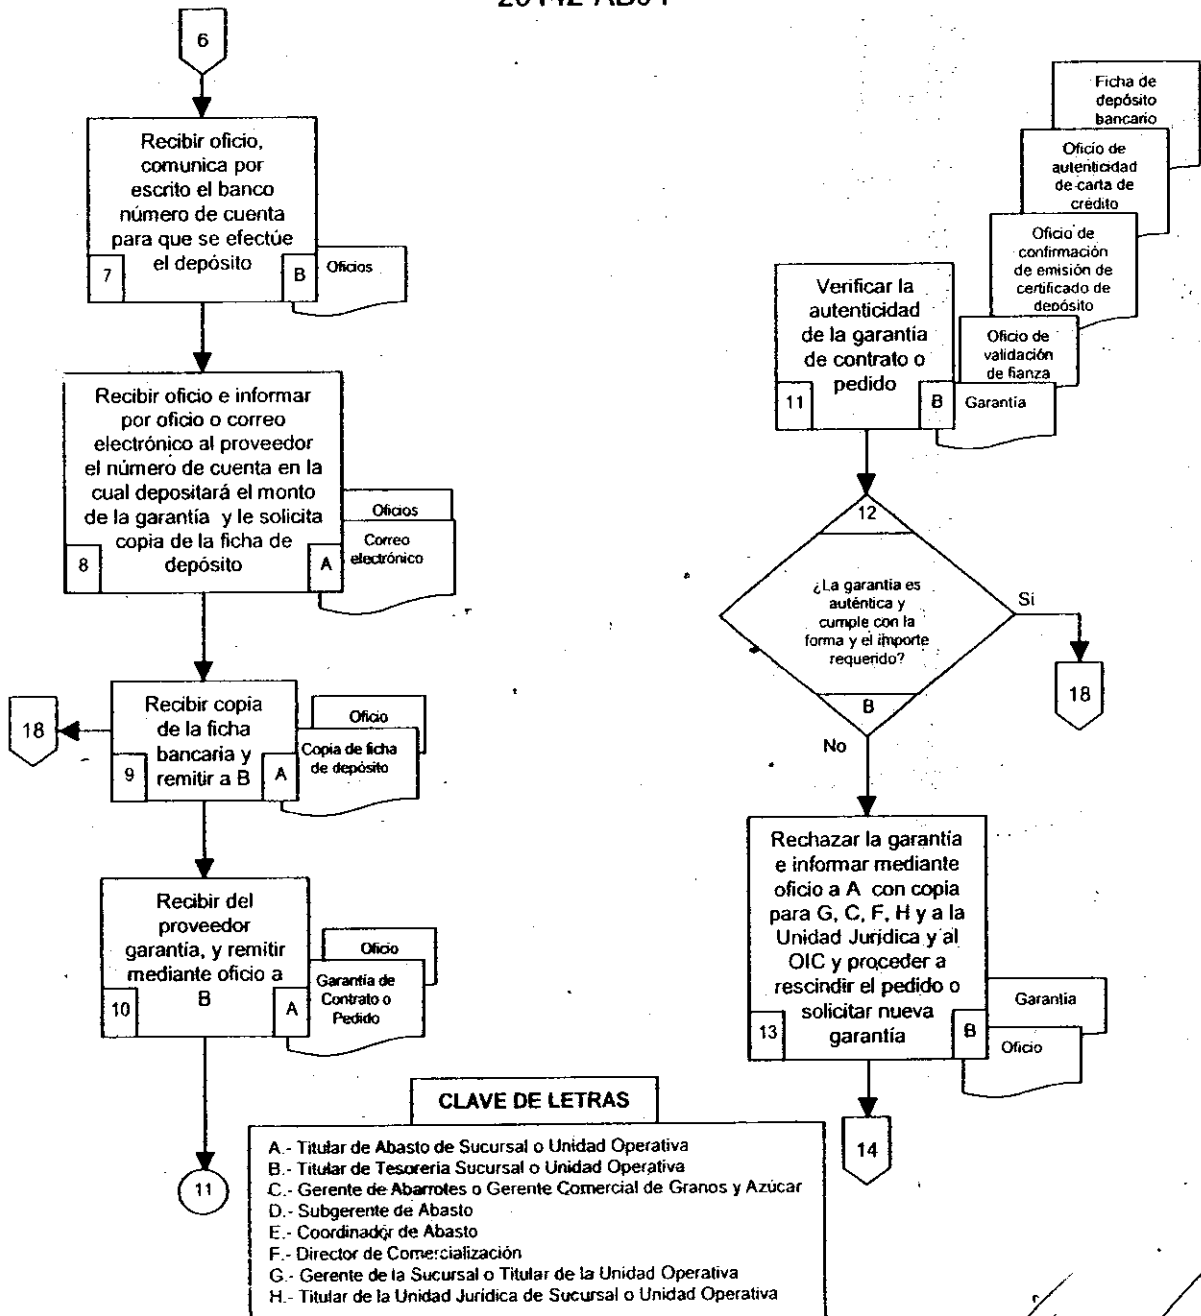 6
Recibir oficio,
comunica por
escrito el banco
número de cuenta
para que se efectúe
el depósito
7
B
Oficios
Recibir oficio e informar
por oficio o correo
electrónico al proveedor
el número de cuenta en la
cual depositará el monto
de la garantía y le solicita
copia de la ficha de
depósito
8
A
Oficios
Correo
electrónico
18
Recibir copia
de la ficha
bancaria y
remitir a B
9
A
Oficio
Copia de ficha
de depósito
Recibir del
proveedor
garantía, y remitir
mediante oficio a
B
10
A
Oficio
Garantía de
Contrato o
Pedido
11
Ficha de
depósito
bancario
Oficio de
autenticidad
de carta de
crédito
Oficio de
confirmación
de emisión de
certificado de
depósito
Oficio de
validación
de fianza
Garantía
Verificar la
autenticidad
de la garantía
de contrato o
pedido
11
B
12
¿La garantía es
auténtica y
cumple con la
forma y el importe
requerido?
B
Si
18
No
Rechazar la garantía
e informar mediante
oficio a A con copia
para G, C, F, H y a la
Unidad Jurídica y al
OIC y proceder a
rescindir el pedido o
solicitar nueva
garantía
13
B
Garantía
Oficio
14
CLAVE DE LETRAS
A.- Titular de Abasto de Sucursal o Unidad Operativa
B.- Titular de Tesorería Sucursal o Unidad Operativa
C.- Gerente de Abarrotes o Gerente Comercial de Granos y Azúcar
D.- Subgerente de Abasto
E.- Coordinador de Abasto
F.- Director de Comercialización
G.- Gerente de la Sucursal o Titular de la Unidad Operativa
H.- Titular de la Unidad Jurídica de Sucursal o Unidad Operativa